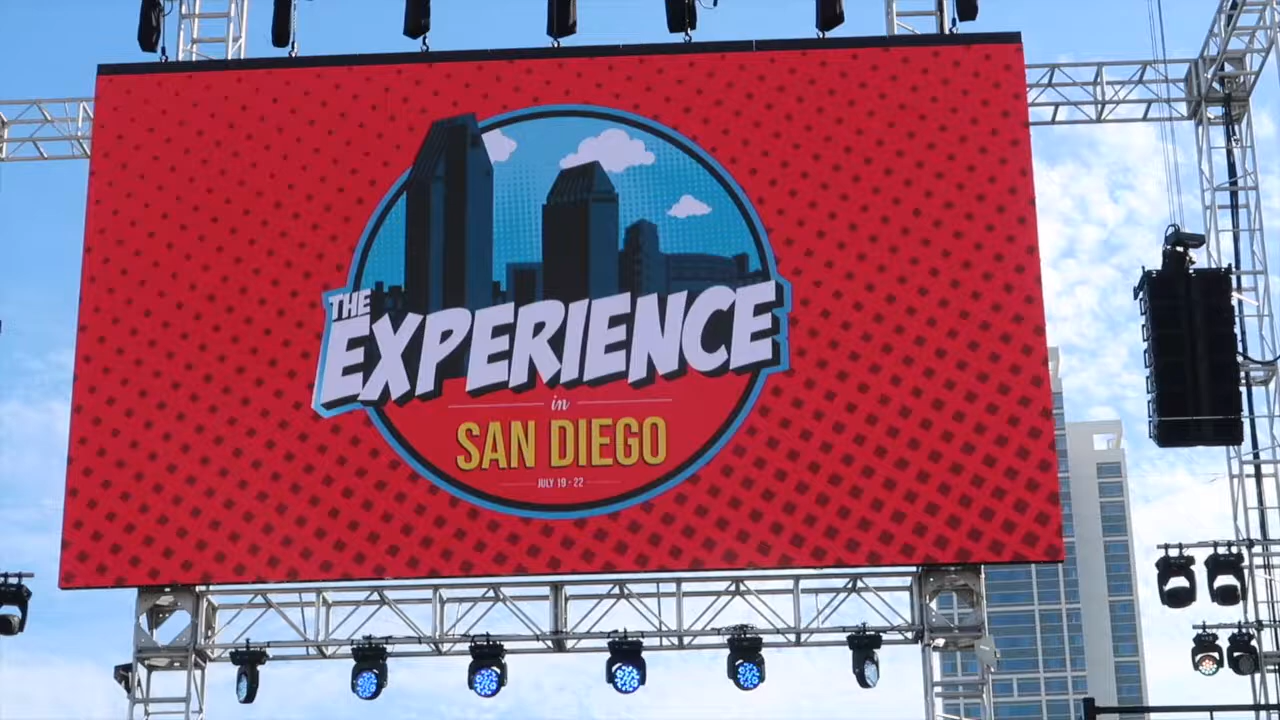 THE
EXPERIENCE
in
SAN DIEGO
JULY 19 - 22